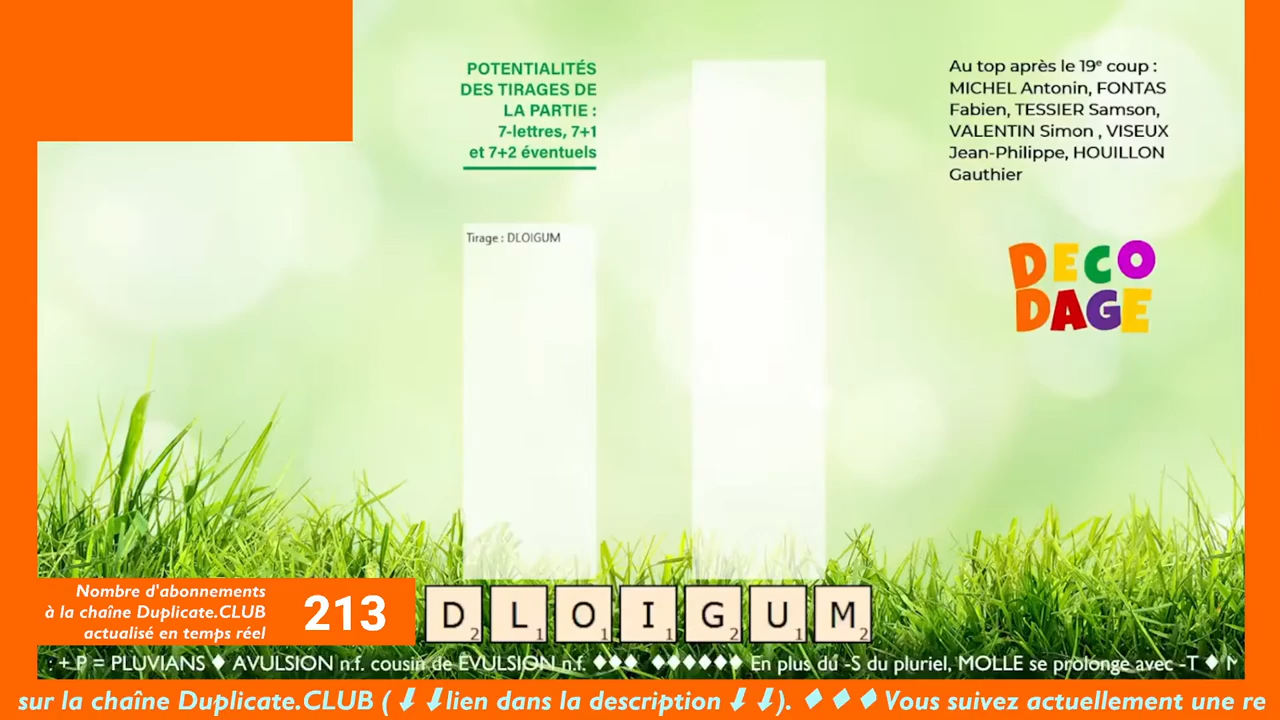 POTENTIALITÉS
DES TIRAGES DE
LA PARTIE :
7-lettres, 7+1
et 7+2 éventuels
Tirage : DLOIGUM
Au top après le 19e coup :
MICHEL Antonin, FONTAS
Fabien, TESSIER Samson,
VALENTIN Simon , VISEUX
Jean-Philippe, HOUILLON
Gauthier
DECO
DAGE
Nombre d'abonnements
à la chaîne Duplicate.CLUB
actualisé en temps réel
213
D2 L1 O1 I1 G2 U1 M2
: + P = PLUVIANS ♦ AVULSION n.f. cousin de ÉVULSION n.f. ♦♦♦ ♦♦♦♦♦♦ En plus du -S du pluriel, MOLLE se prolonge avec -T ♦ M
sur la chaîne Duplicate.CLUB (⬇⬇lien dans la description⬇⬇). ♦ ♦ ♦ Vous suivez actuellement une re